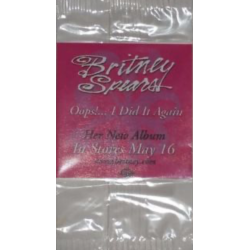 Britney
Spears
Oops!... I Did It Again
Her New Album
In Stores May 16